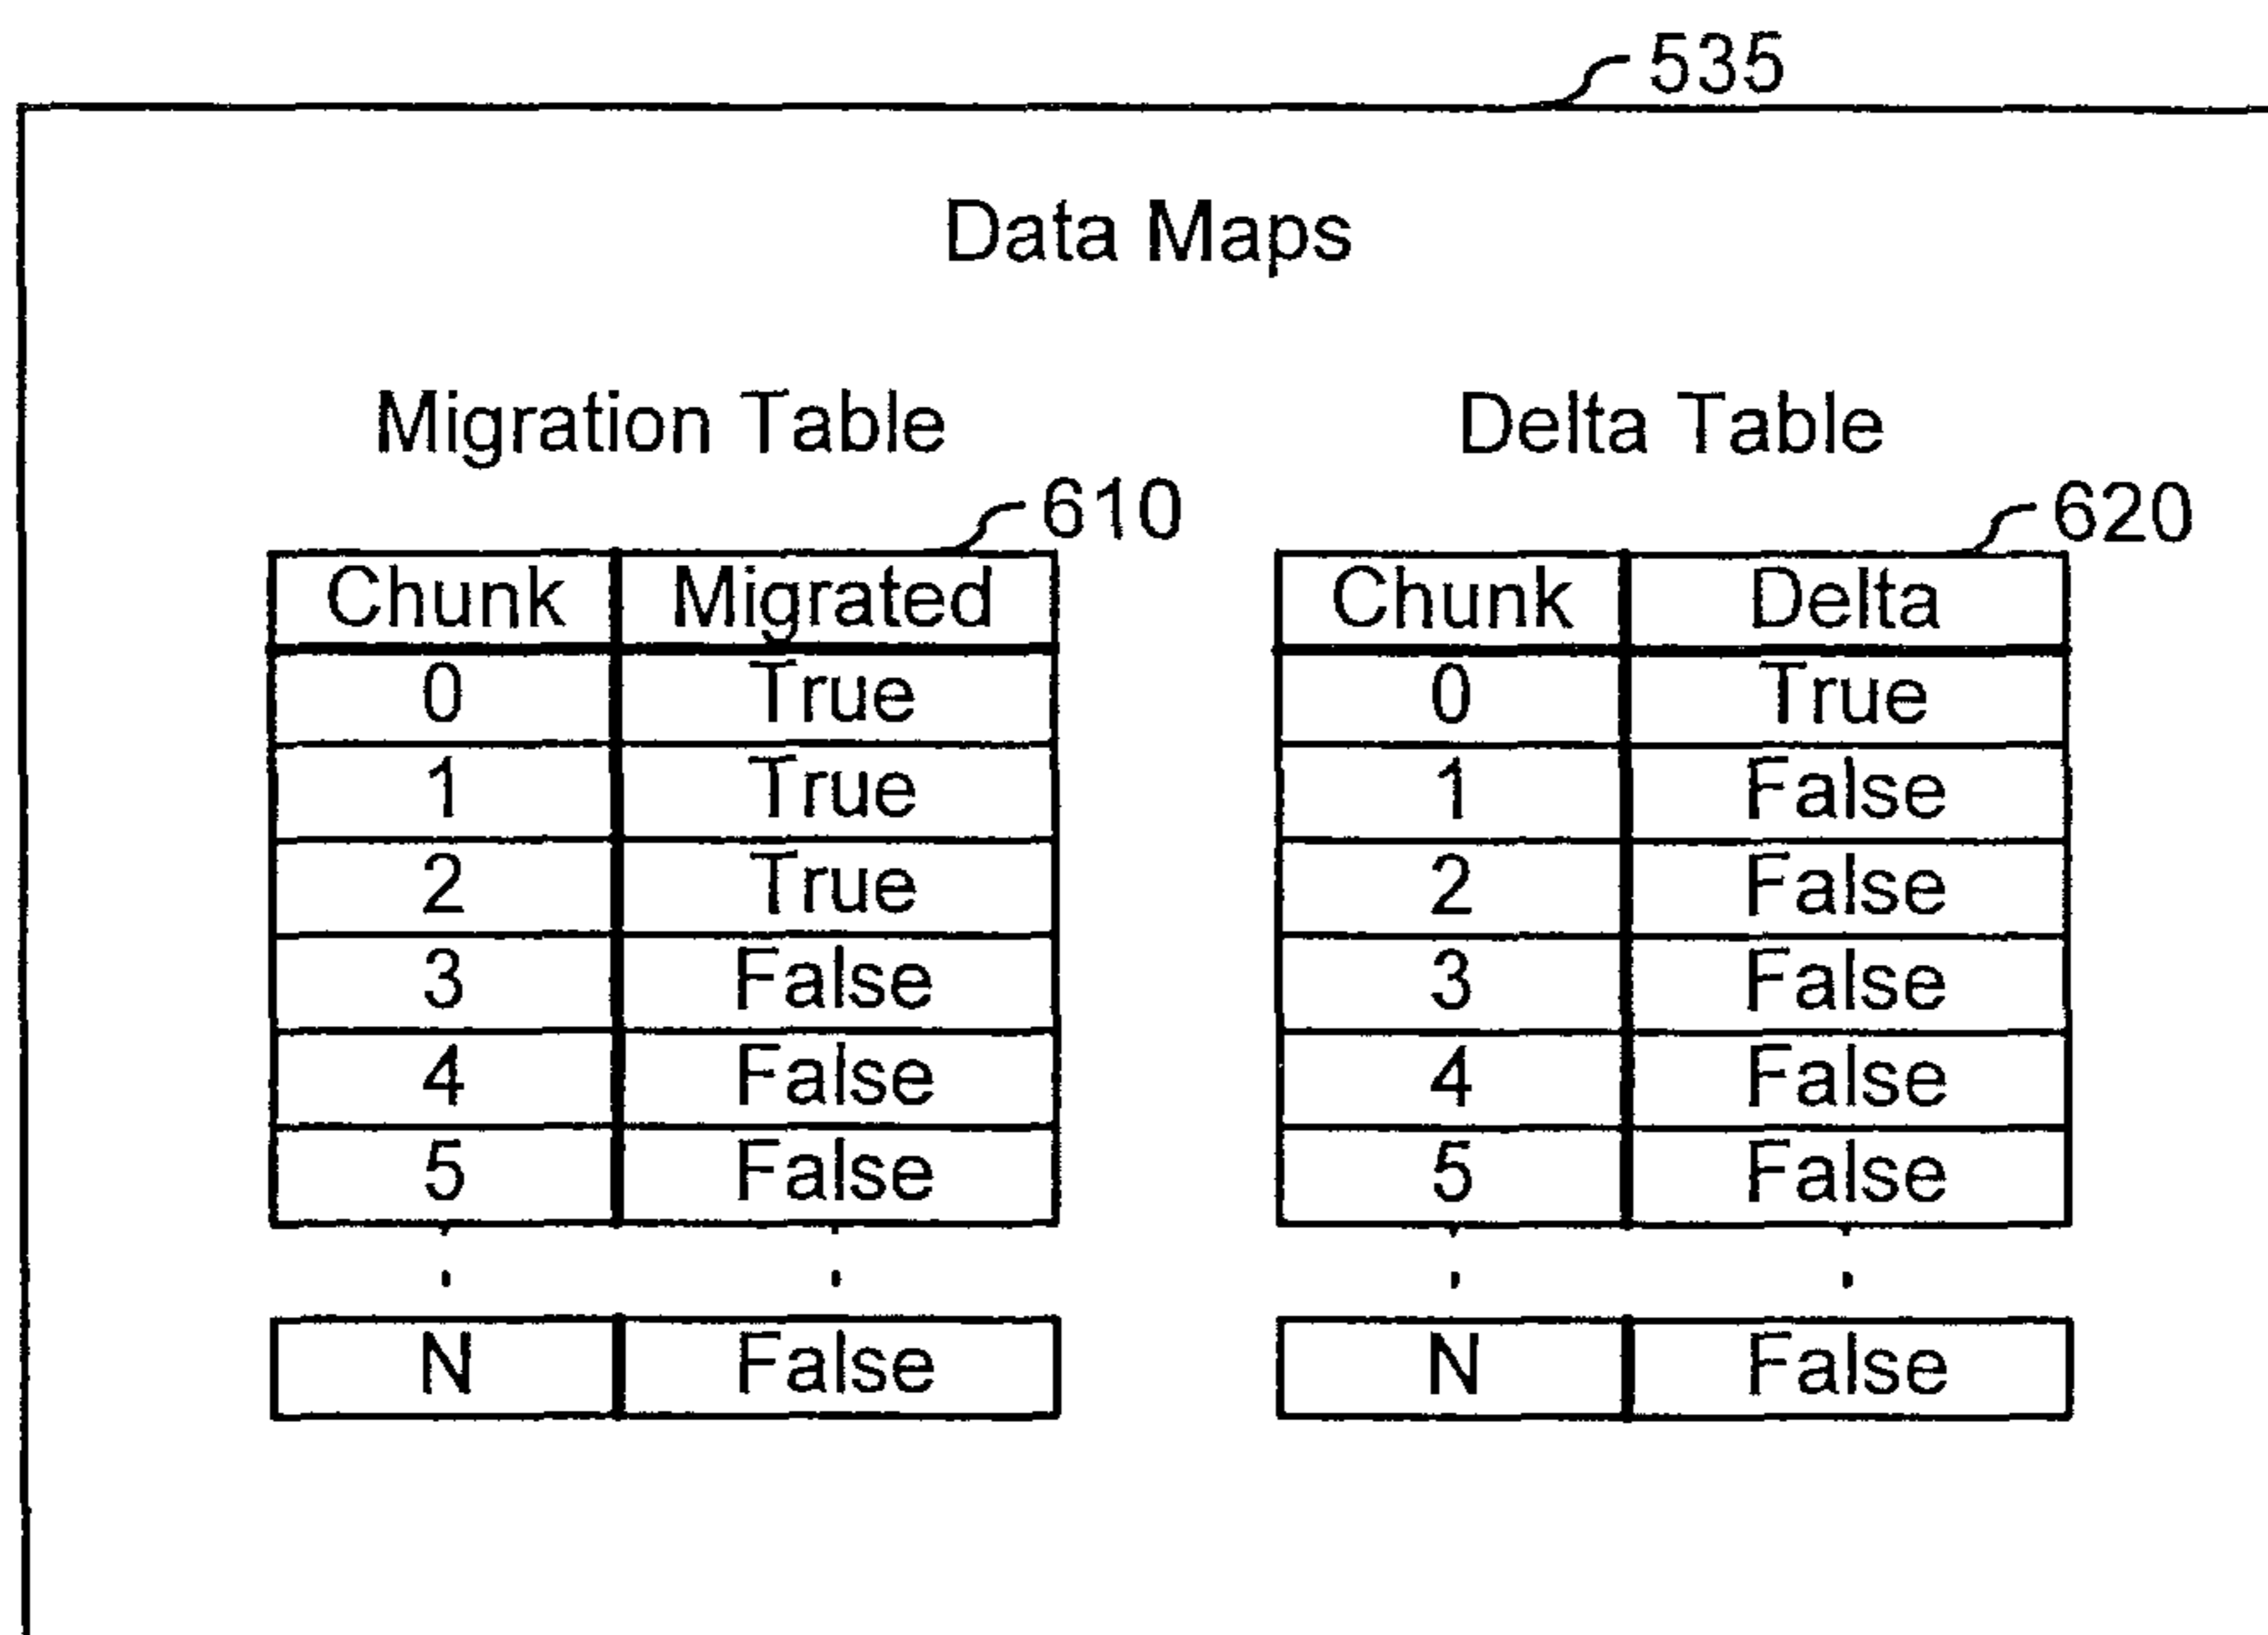 535
Data Maps
Migration Table
610
Chunk Migrated
0 True
1 True
2 True
3 False
4 False
5 False
N False
Delta Table
620
Chunk Delta
0 True
1 False
2 False
3 False
4 False
5 False
N False